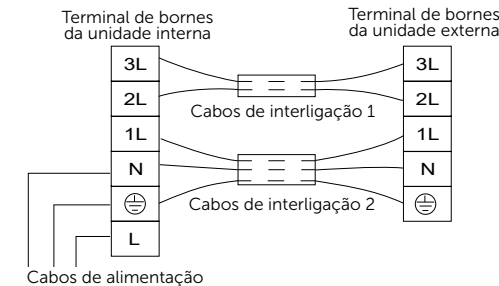 Terminal de bornes
da unidade interna
Terminal de bornes
da unidade externa
3L
3L
2L
2L
Cabos de interligação 1
1L
1L
N
N
Cabos de interligação 2
L
Cabos de alimentação